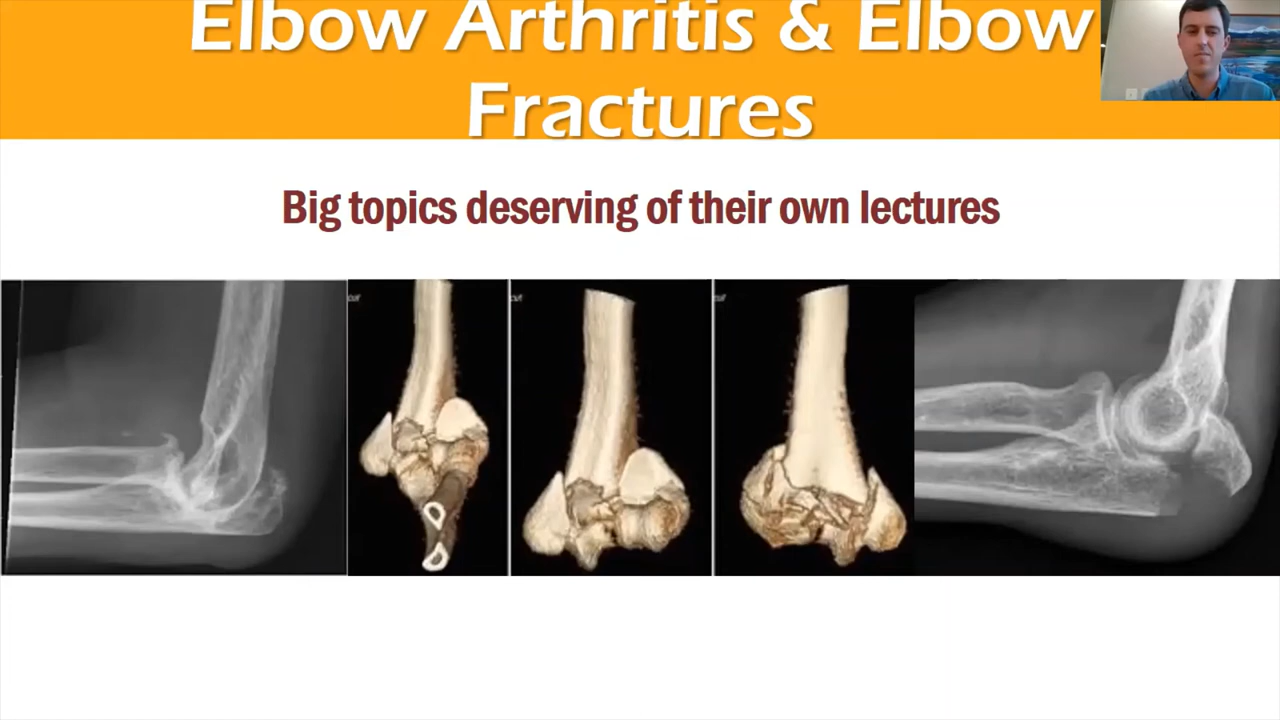 Elbow Arthritis & Elbow
Fractures
Big topics deserving of their own lectures